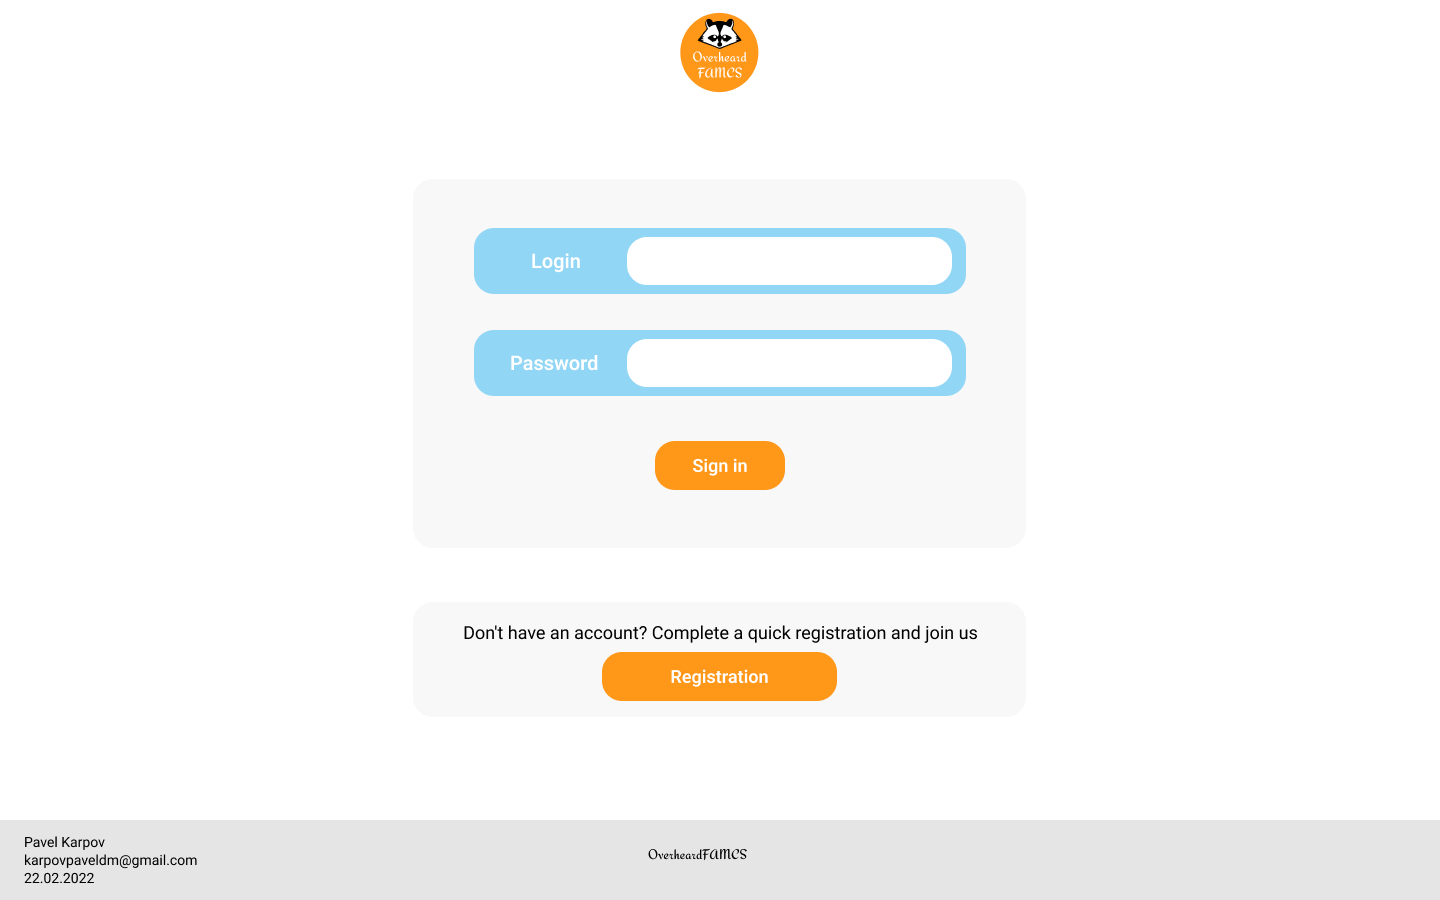 Overheard
FAMCS
Login
Password
Sign in
Don't have an account? Complete a quick registration and join us
Registration
Pavel Karpov
karpovpaveldm@gmail.com
22.02.2022
OverheardFAMCS